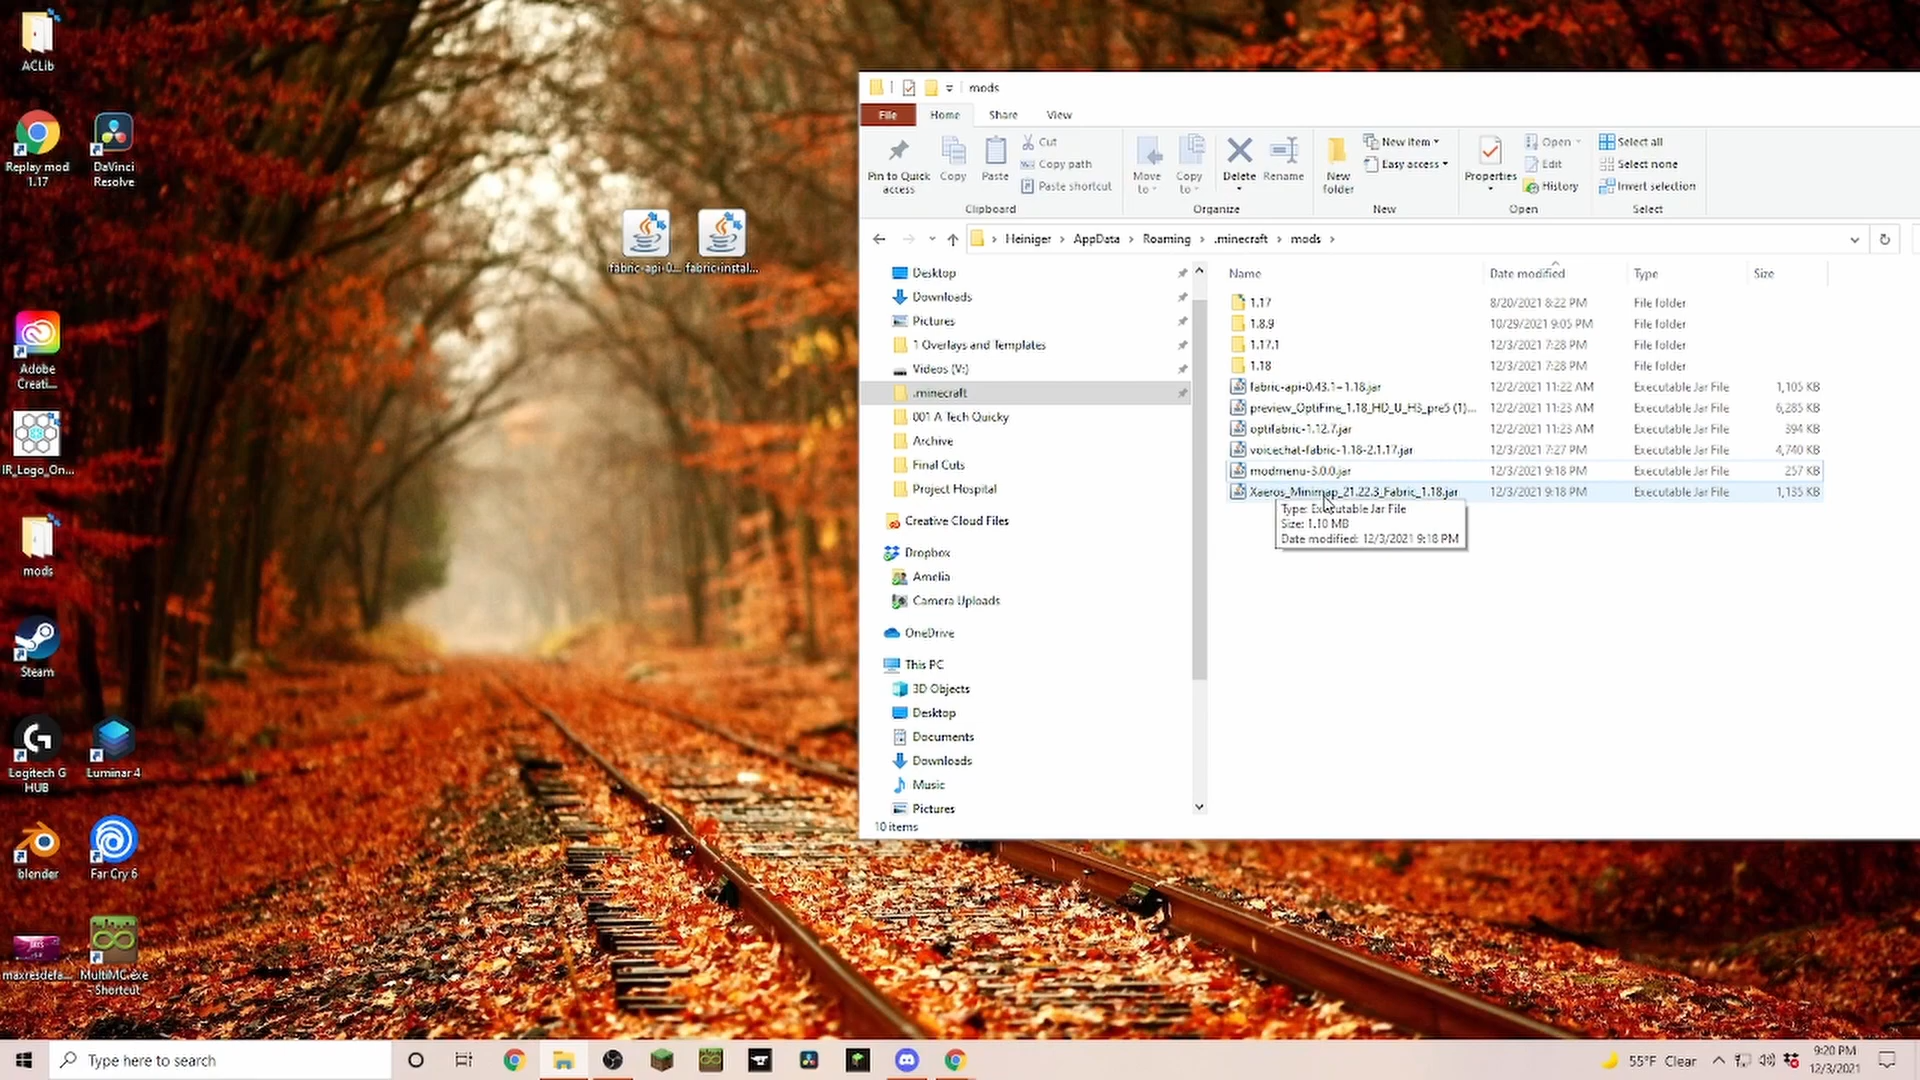 ACLib
Replay mod
1.17
DaVinci
Resolve
Adobe
Creati...
IR_Logo_On...
mods
Steam
Logitech G
HUB
Luminar 4
blender
Far Cry 6
maxresdefa...
MultiMC.exe
- Shortcut
fabric-api-0...
fabric-instal...
mods
File
Home
Share
View
Pin to Quick
access
Copy
Paste
Cut
Copy path
Paste shortcut
Clipboard
Move
to
Copy
to
Delete
Rename
Organize
New
folder
New item
Easy access
New
Properties
Open
Edit
History
Open
Select all
Select none
Invert selection
Select
Heiniger > AppData > Roaming > .minecraft > mods >
Desktop
Downloads
Pictures
1 Overlays and Templates
Videos (V:)
.minecraft
001 A Tech Quicky
Archive
Final Cuts
Project Hospital
Creative Cloud Files
Dropbox
Amelia
Camera Uploads
OneDrive
This PC
3D Objects
Desktop
Documents
Downloads
Music
Pictures
10 items
Name Date modified Type Size
1.17 8/20/2021 8:22 PM File folder
1.8.9 10/29/2021 9:05 PM File folder
1.17.1 12/3/2021 7:28 PM File folder
1.18 12/3/2021 7:28 PM File folder
fabric-api-0.43.1+1.18.jar 12/2/2021 11:22 AM Executable Jar File 1,105 KB
preview_OptiFine_1.18_HD_U_H3_pre5 (1)... 12/2/2021 11:23 AM Executable Jar File 6,285 KB
optifabric-1.12.7.jar 12/2/2021 11:23 AM Executable Jar File 394 KB
voicechat-fabric-1.18-2.1.17.jar 12/3/2021 7:27 PM Executable Jar File 4,740 KB
modmenu-3.0.0.jar 12/3/2021 9:18 PM Executable Jar File 257 KB
Xaeros_Minimap_21.22.3_Fabric_1.18.jar 12/3/2021 9:18 PM Executable Jar File 1,135 KB
Type: Executable Jar File
Size: 1.10 MB
Date modified: 12/3/2021 9:18 PM
Type here to search
55°F Clear
9:20 PM
12/3/2021